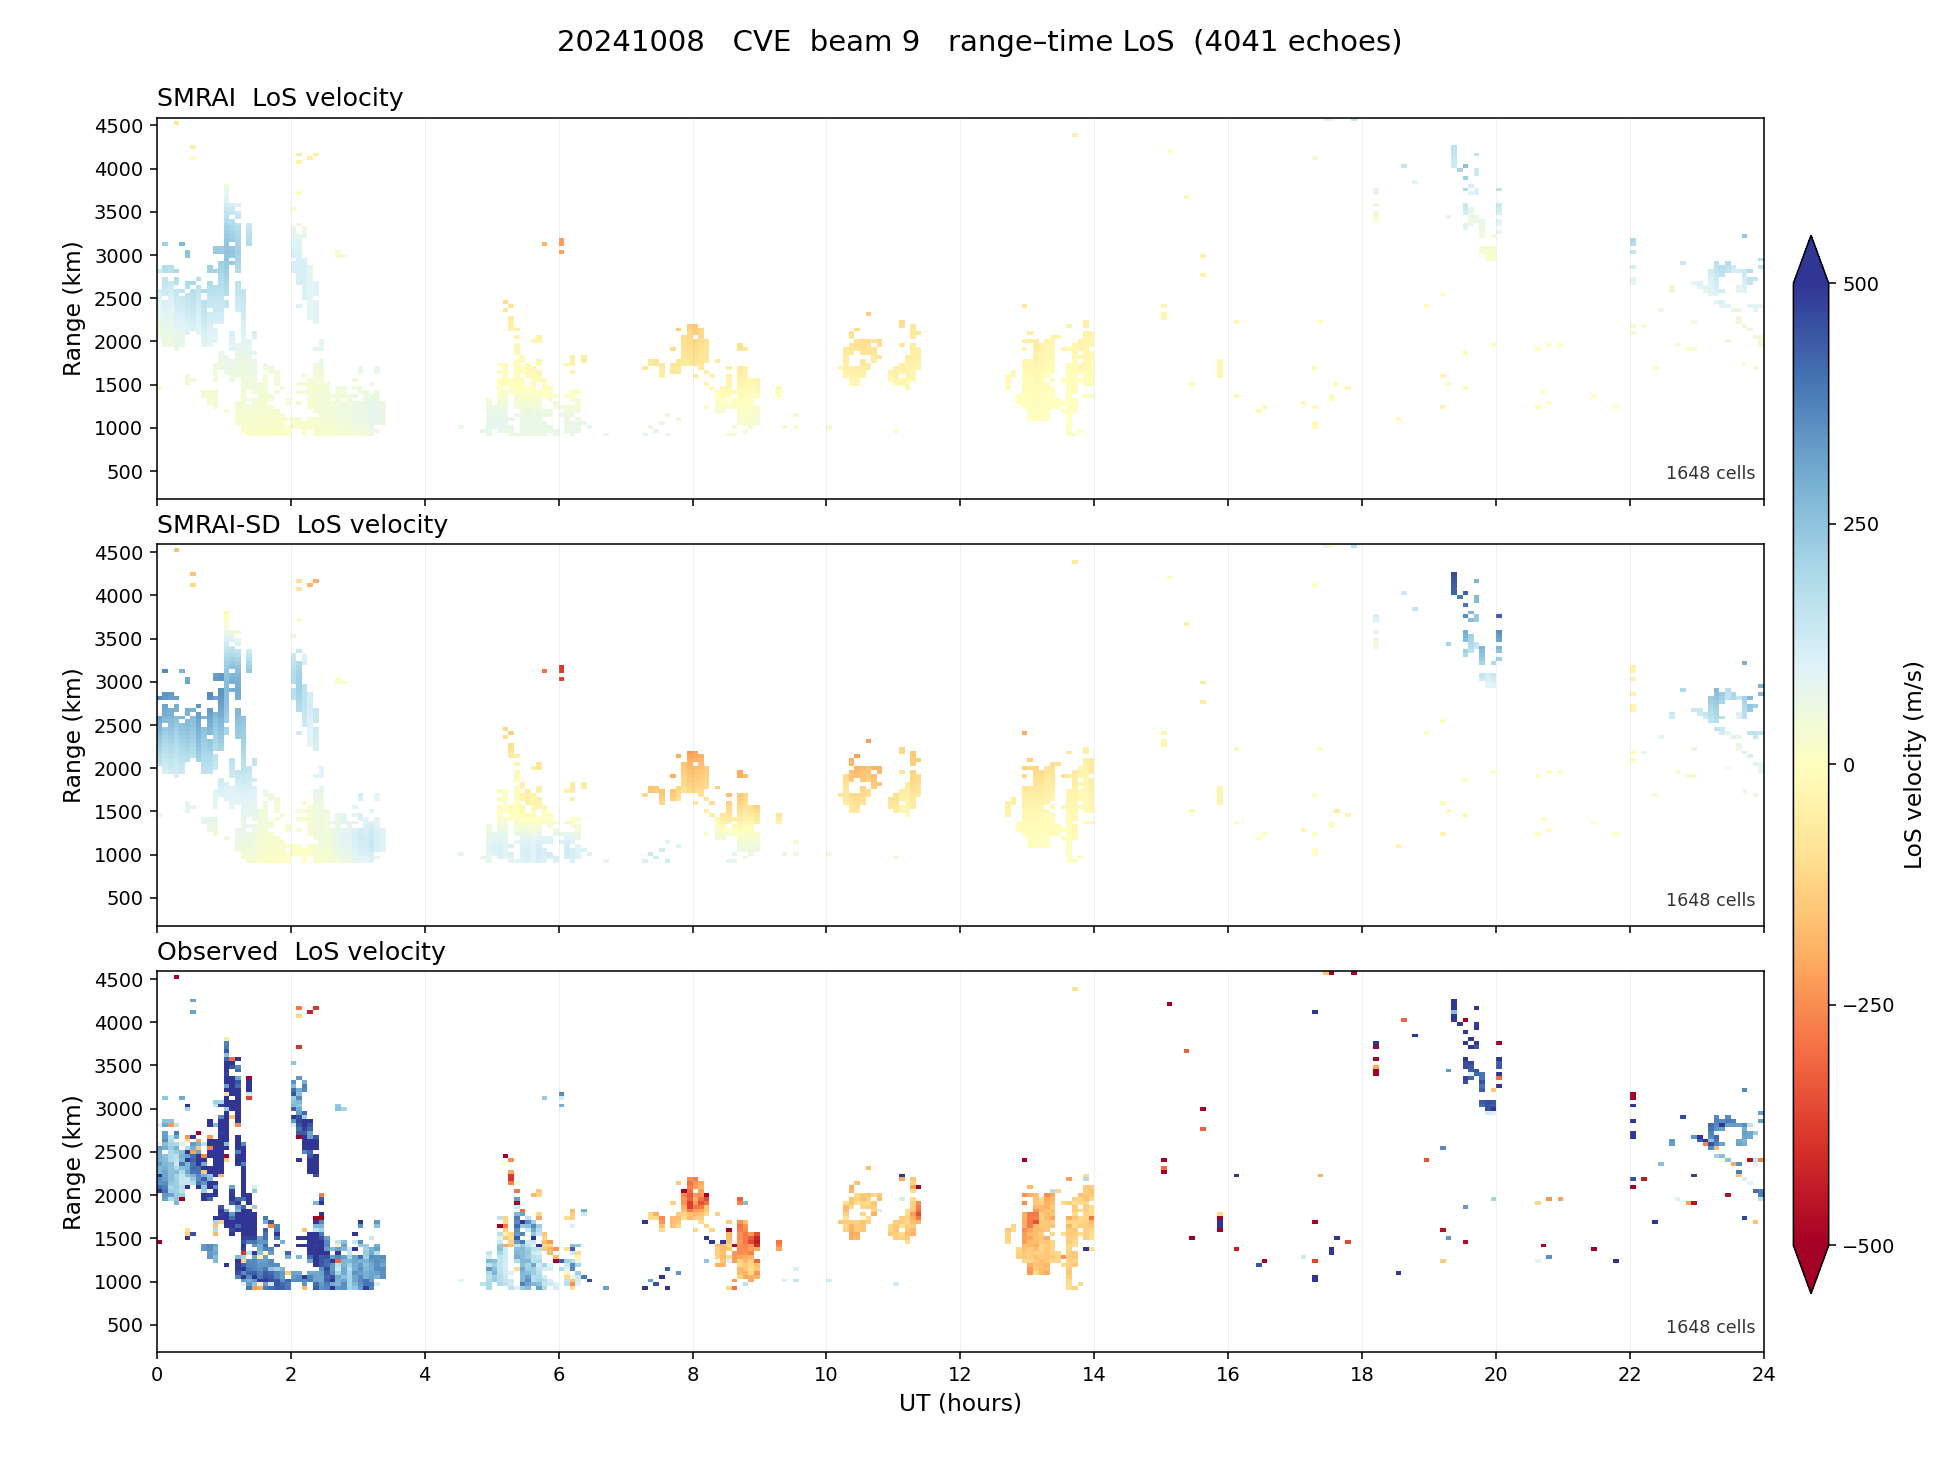 20241008   CVE  beam 9   range–time LoS  (4041 echoes)
SMRAI  LoS velocity
4500
4000
3500
3000
2500
2000
1500
1000
500
Range (km)
1648 cells
SMRAI-SD  LoS velocity
4500
4000
3500
3000
2500
2000
1500
1000
500
Range (km)
1648 cells
Observed  LoS velocity
4500
4000
3500
3000
2500
2000
1500
1000
500
Range (km)
1648 cells
0 2 4 6 8 10 12 14 16 18 20 22 24
UT (hours)
500
250
0
−250
−500
LoS velocity (m/s)